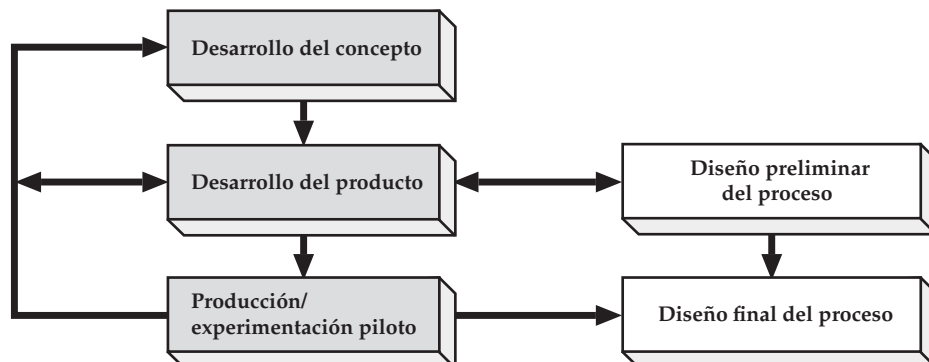 Desarrollo del concepto
Desarrollo del producto
Diseño preliminar
del proceso
Producción/
experimentación piloto
Diseño final del proceso